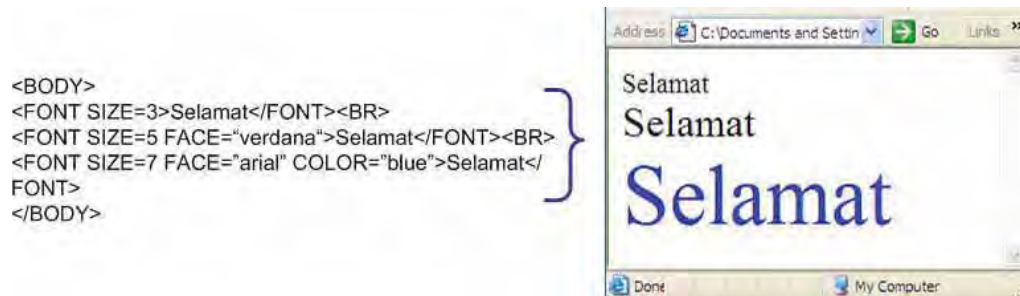 <BODY>
<FONT SIZE=3>Selamat</FONT><BR>
<FONT SIZE=5 FACE=“verdana“>Selamat</FONT><BR>
<FONT SIZE=7 FACE=”arial” COLOR=”blue”>Selamat</
FONT>
</BODY>
Address C:\Documents and Settin Go Links »
Selamat
Selamat
Selamat
Done My Computer